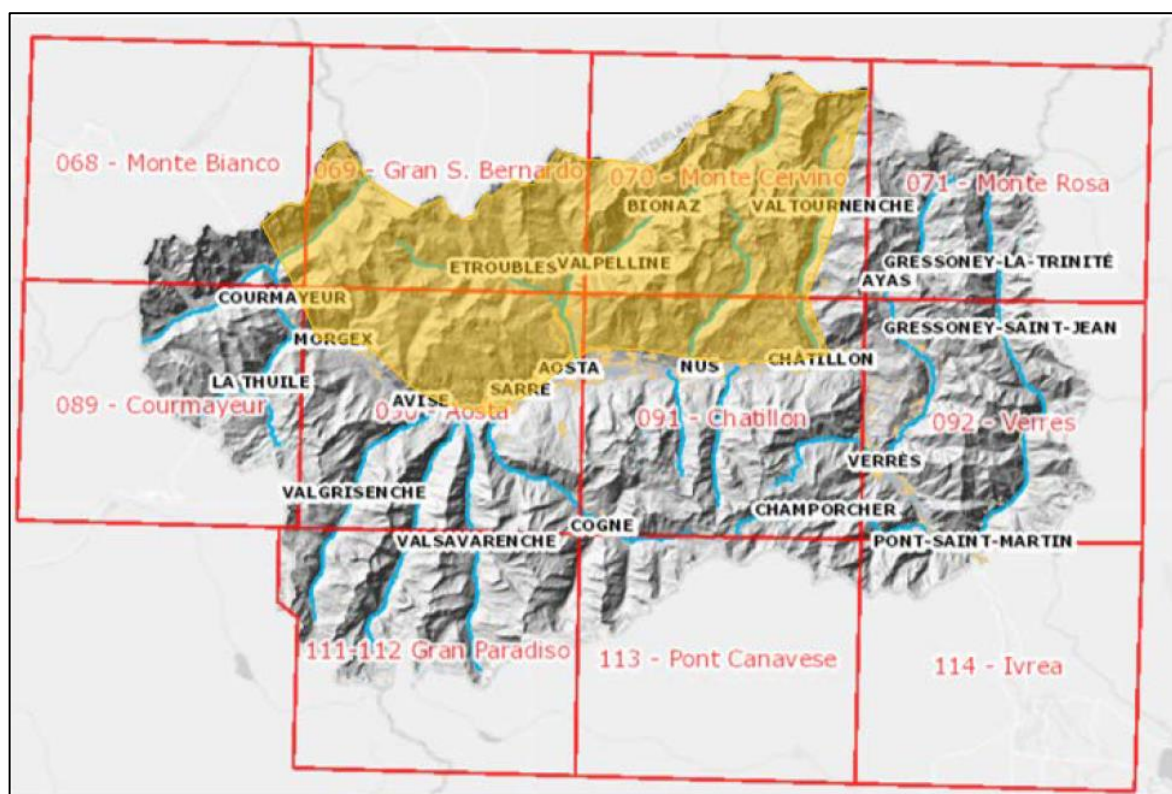 068 - Monte Bianco
069 - Gran S. Bernardo
SWITZERLAND
070 - Monte Cervino
071 - Monte Rosa
BIONAZ
VALTOURNENCHE
ETROUBLES
VALPELLINE
GRESSONEY-LA-TRINITÉ
AYAS
COURMAYEUR
GRESSONEY-SAINT-JEAN
MORGEX
AOSTA
NUS
CHÂTILLON
LA THUILE
SARRE
AVISE
089 - Courmayeur
090 - Aosta
091 - Chatillon
092 - Verres
VERRÈS
VALGRISENCHE
CHAMPORCHER
COGNE
VALSAVARENCHE
PONT-SAINT-MARTIN
111-112 Gran Paradiso
113 - Pont Canavese
114 - Ivrea